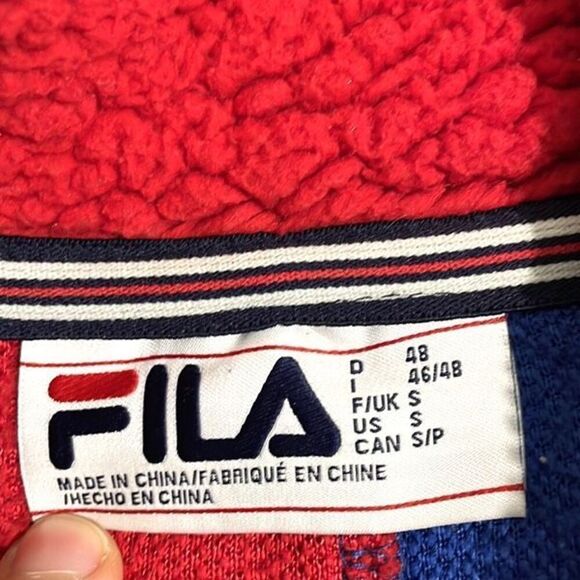 FILA
D 48
I 46/48
F/UK S
US S
CAN S/P
MADE IN CHINA/FABRIQUÉ EN CHINE
/HECHO EN CHINA